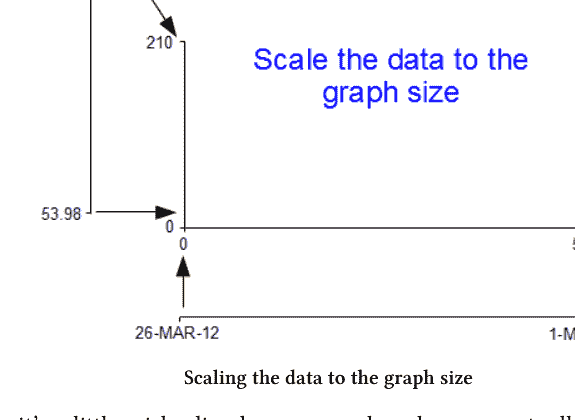 210
Scale the data to the
graph size
53.98
0
0
26-MAR-12
Scaling the data to the graph size